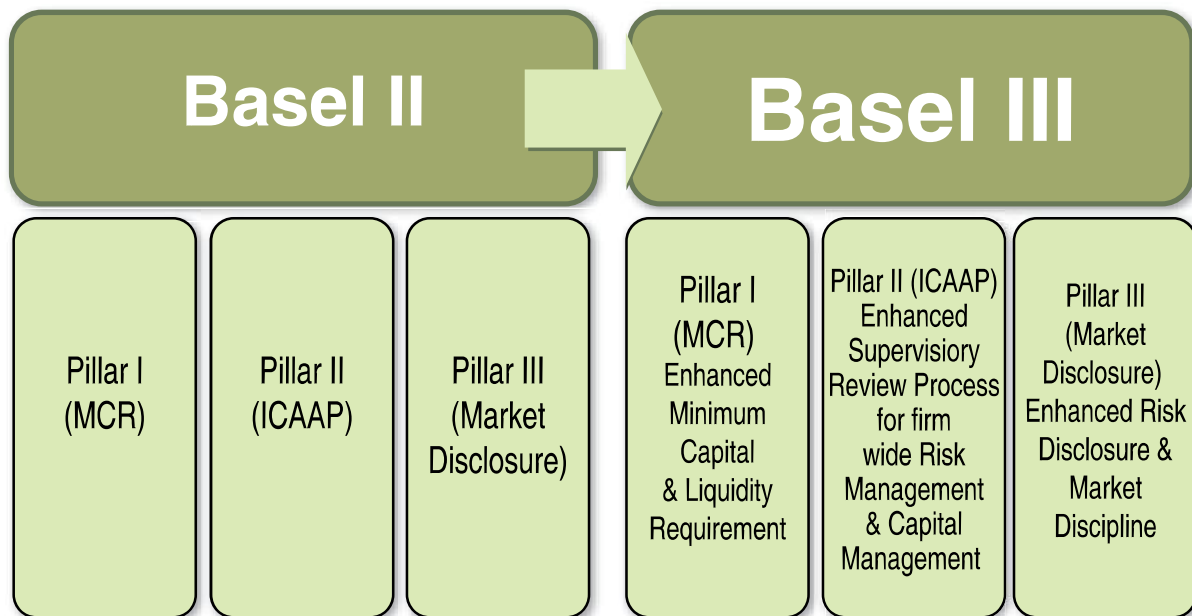 Basel II
Basel III
Pillar I
(MCR)
Pillar II
(ICAAP)
Pillar III
(Market
Disclosure)
Pillar I
(MCR)
Enhanced
Minimum
Capital
& Liquidity
Requirement
Pillar II (ICAAP)
Enhanced
Supervisiory
Review Process
for firm
wide Risk
Management
& Capital
Management
Pillar III
(Market
Disclosure)
Enhanced Risk
Disclosure &
Market
Discipline